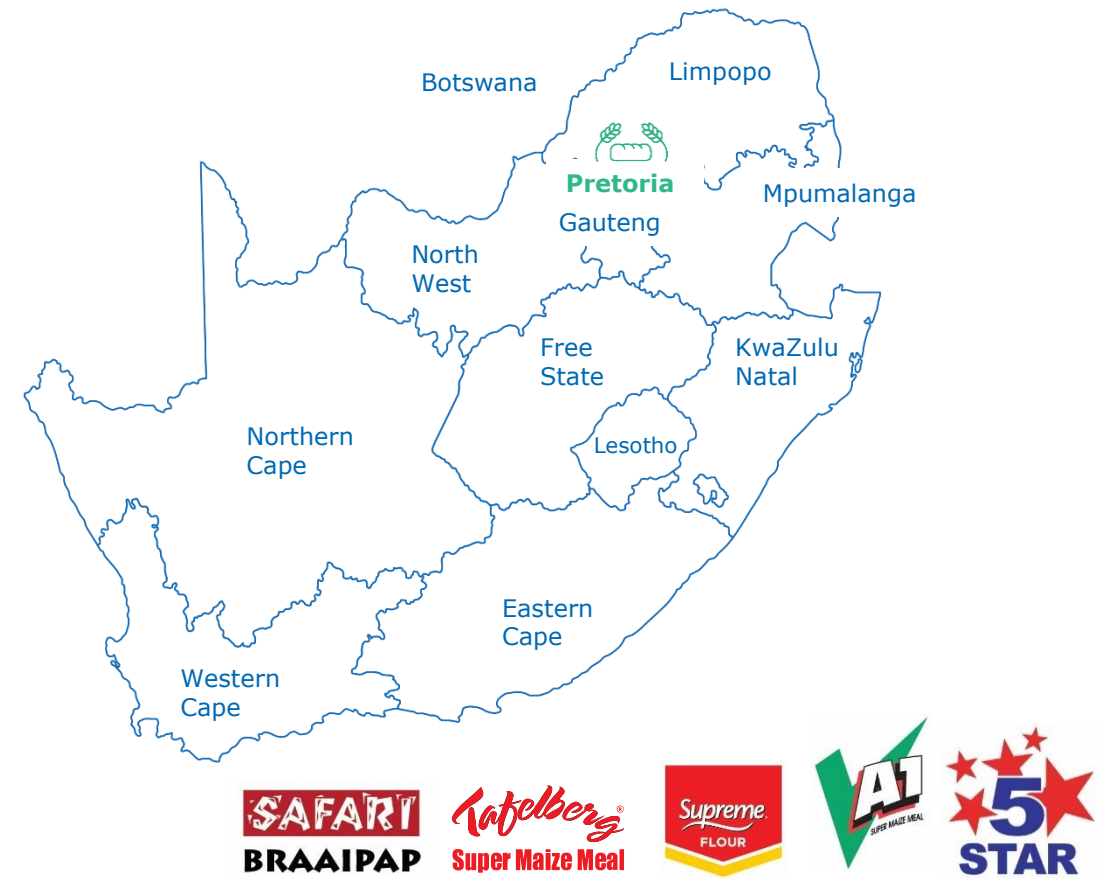 Limpopo
Botswana
Pretoria
Mpumalanga
Gauteng
North
West
Free
State
KwaZulu
Natal
Northern
Cape
Lesotho
Eastern
Cape
Western
Cape
SAFARI
BRAAIPAP
Tafelberg®
Super Maize Meal
Supreme
FLOUR
A1
SUPER MAIZE MEAL
5
STAR